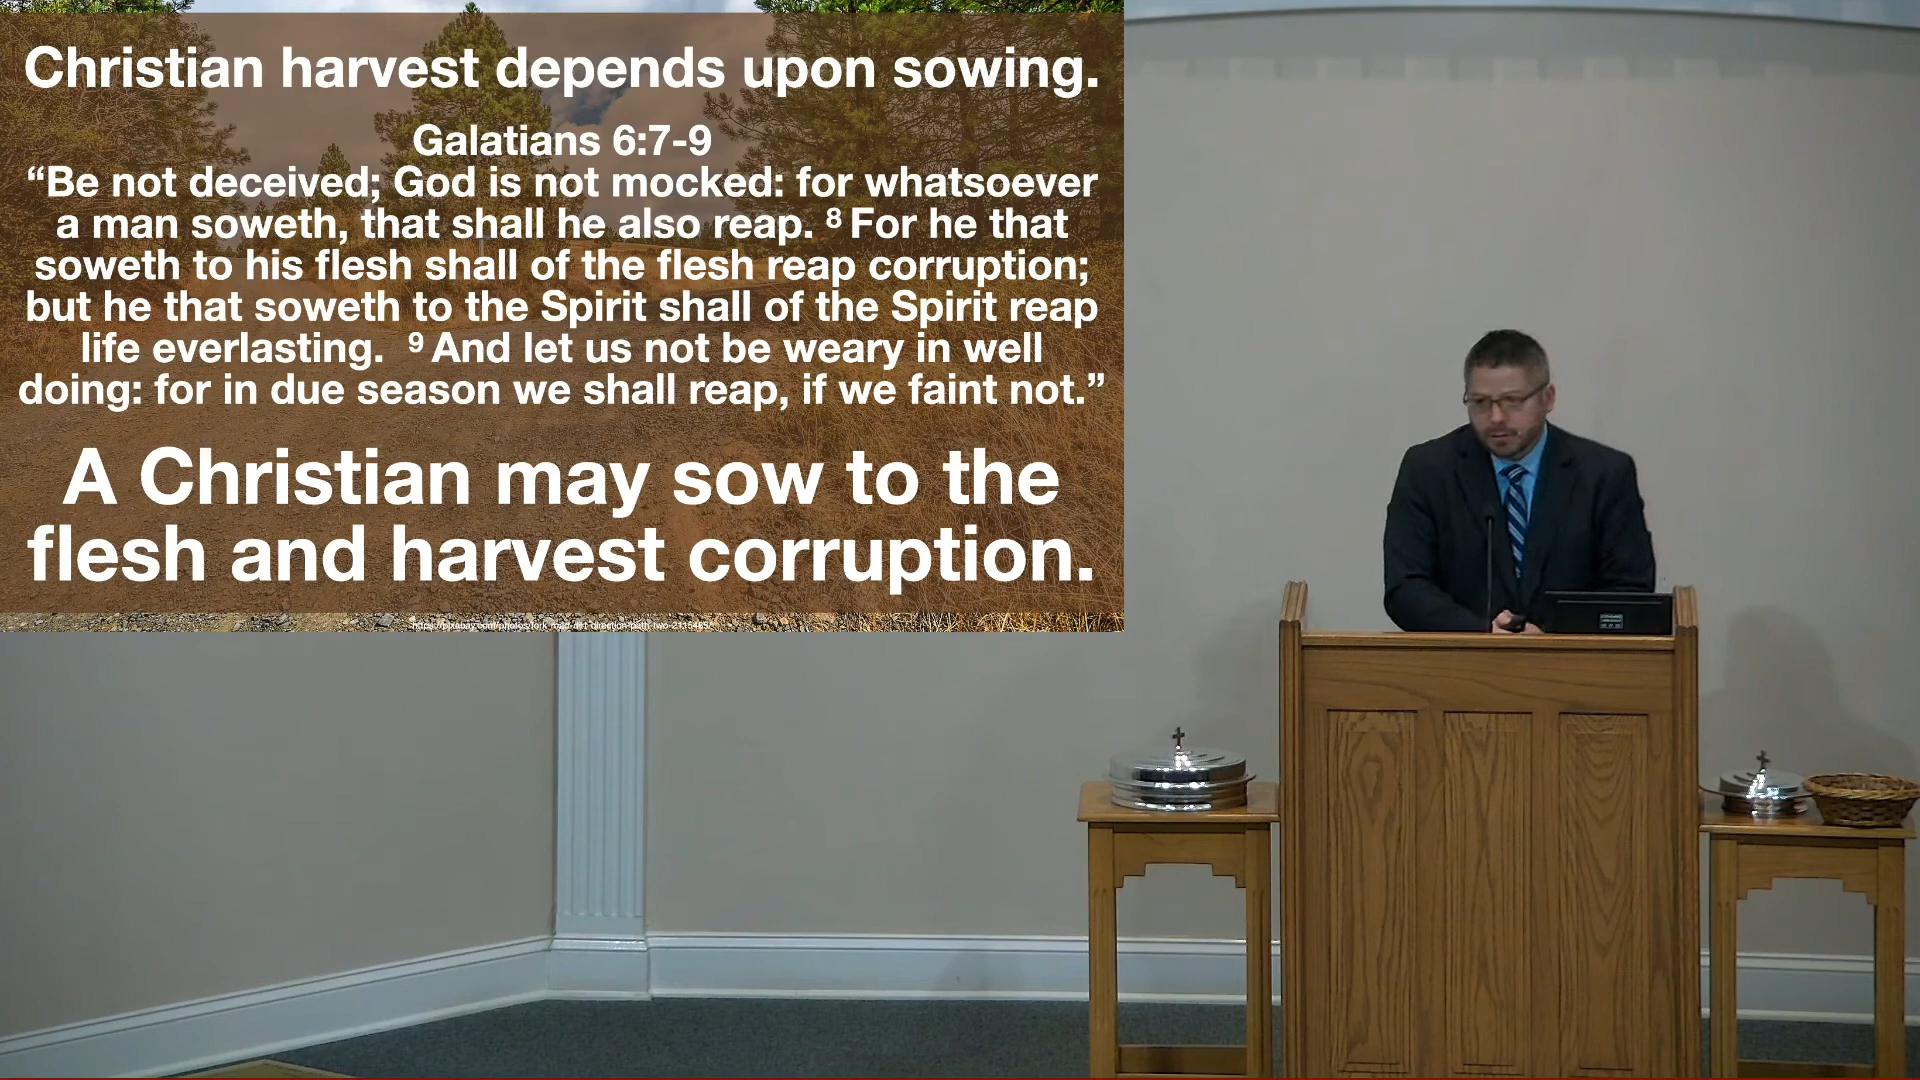 Christian harvest depends upon sowing.
Galatians 6:7-9
“Be not deceived; God is not mocked: for whatsoever
a man soweth, that shall he also reap. ⁸ For he that
soweth to his flesh shall of the flesh reap corruption;
but he that soweth to the Spirit shall of the Spirit reap
life everlasting. ⁹ And let us not be weary in well
doing: for in due season we shall reap, if we faint not.”
A Christian may sow to the
flesh and harvest corruption.